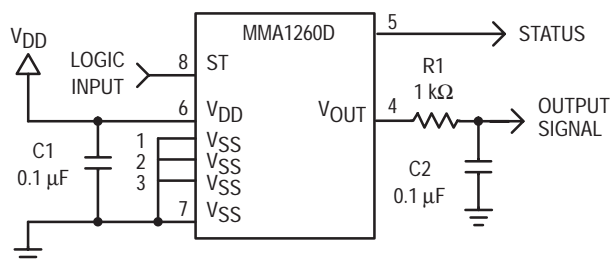 VDD
LOGIC
INPUT
8
ST
MMA1260D
5
STATUS
6
VDD
VOUT
4
R1
1 kΩ
OUTPUT
SIGNAL
1
VSS
2
VSS
3
VSS
7
VSS
C1
0.1 µF
C2
0.1 µF